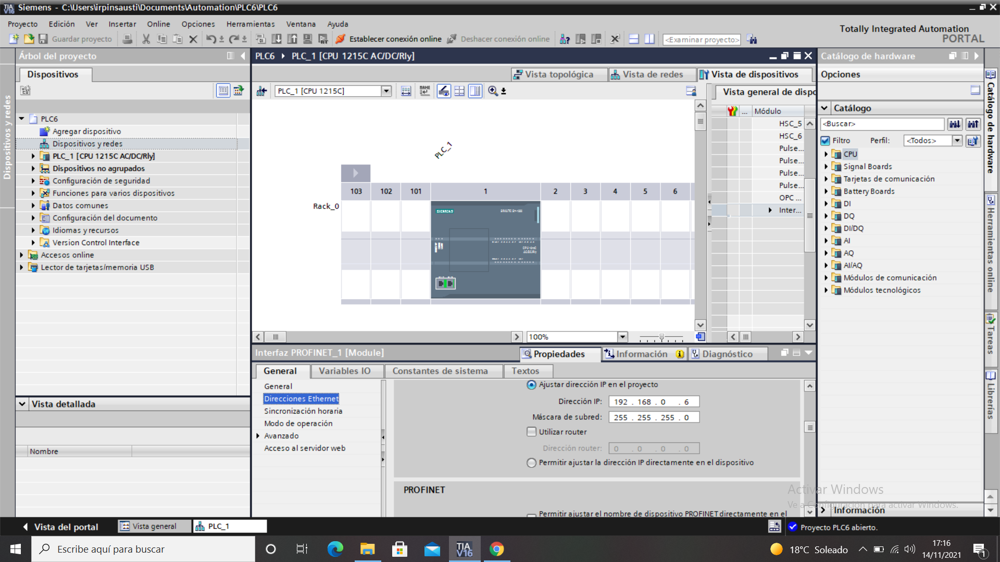 Siemens - C:\Users\irpinsausti\Documents\Automation\PLC6\PLC6
Proyecto Edición Ver Insertar Online Opciones Herramientas Ventana Ayuda
Totally Integrated Automation
PORTAL
Guardar proyecto
Establecer conexión online
Deshacer conexión online
<Examinar proyecto>
Árbol del proyecto
PLC6 PLC_1 [CPU 1215C AC/DC/Rly]
Catálogo de hardware
Dispositivos
Vista topológica
Vista de redes
Vista de dispositivos
Opciones
PLC_1 [CPU 1215C]
Vista general de dispo
Dispositivos y redes
PLC6
Agregar dispositivo
Dispositivos y redes
PLC_1 [CPU 1215C AC/DC/Rly]
Dispositivos no agrupados
Configuración de seguridad
Funciones para varios dispositivos
Datos comunes
Configuración del documento
Idiomas y recursos
Version Control Interface
Accesos online
Lector de tarjetas/memoria USB
PLC_1
103 102 101 1 2 3 4 5 6
Rack_0
SIEMENS
SIMATIC S7-1200
CPU 1215C
AC/DC/Rly
100%
... Módulo
HSC_5
HSC_6
Pulse...
Pulse...
Pulse...
Pulse...
OPC ...
Inter...
Catálogo
<Buscar>
Filtro Perfil: <Todos>
CPU
Signal Boards
Tarjetas de comunicación
Battery Boards
DI
DQ
DI/DQ
AI
AQ
AI/AQ
Módulos de comunicación
Módulos tecnológicos
Catálogo de hardware
Herramientas online
Tareas
Librerías
Interfaz PROFINET_1 [Module]
Propiedades
Información
Diagnóstico
General
Variables IO
Constantes de sistema
Textos
General
Direcciones Ethernet
Sincronización horaria
Modo de operación
Avanzado
Acceso al servidor web
Ajustar dirección IP en el proyecto
Dirección IP: 192 . 168 . 0 . 6
Máscara de subred: 255 . 255 . 255 . 0
Utilizar router
Dirección router: 0 . 0 . 0 . 0
Permitir ajustar la dirección IP directamente en el dispositivo
PROFINET
Permitir ajustar el nombre de dispositivo PROFINET directamente en el
Vista detallada
Nombre
Activar Windows
Ve a Configuración para activar Windows.
Información
Vista del portal
Vista general
PLC_1
Proyecto PLC6 abierto.
Escribe aquí para buscar
TIA
V16
18°C Soleado
17:16
14/11/2021
1